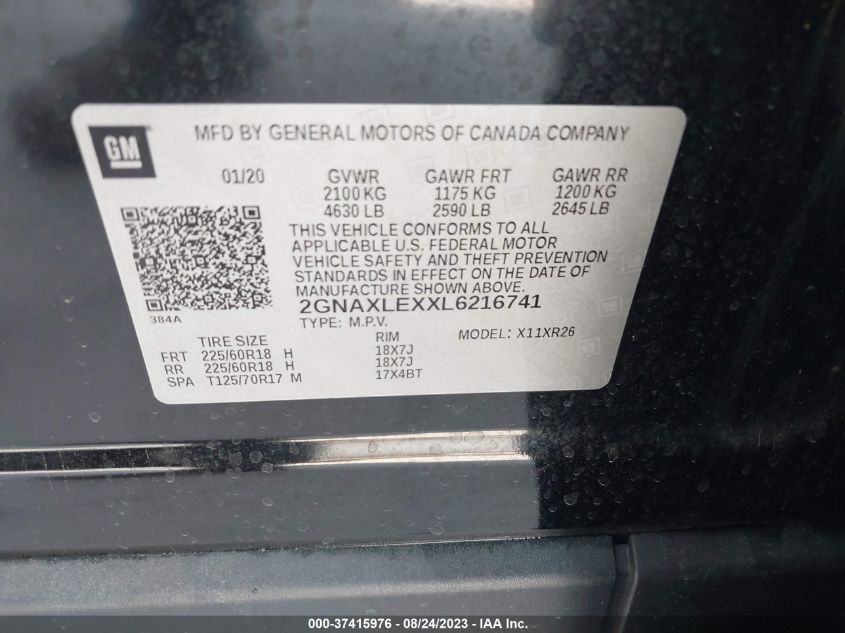 GM
MFD BY GENERAL MOTORS OF CANADA COMPANY
01/20 GVWR GAWR FRT GAWR RR
2100 KG 1175 KG 1200 KG
4630 LB 2590 LB 2645 LB
THIS VEHICLE CONFORMS TO ALL
APPLICABLE U.S. FEDERAL MOTOR
VEHICLE SAFETY AND THEFT PREVENTION
STANDARDS IN EFFECT ON THE DATE OF
MANUFACTURE SHOWN ABOVE.
384A
2GNAXLEXXL6216741
TYPE: M.P.V.
MODEL: X11XR26
TIRE SIZE RIM
FRT 225/60R18 H 18X7J
RR 225/60R18 H 18X7J
SPA T125/70R17 M 17X4BT
000-37415976 - 08/24/2023 - IAA Inc.